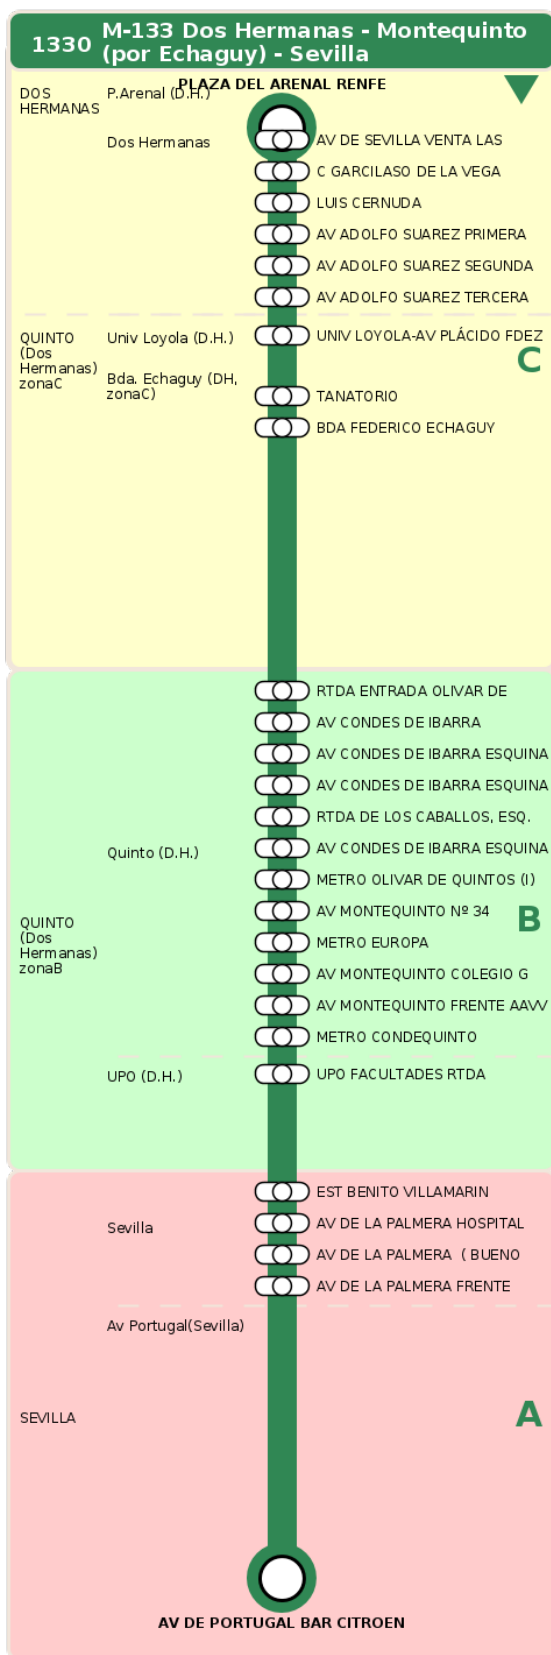 1330
M-133 Dos Hermanas - Montequinto
(por Echaguy) - Sevilla
PLAZA DEL ARENAL RENFE
DOS
HERMANAS
P.Arenal (D.H.)
Dos Hermanas
AV DE SEVILLA VENTA LAS
C GARCILASO DE LA VEGA
LUIS CERNUDA
AV ADOLFO SUAREZ PRIMERA
AV ADOLFO SUAREZ SEGUNDA
AV ADOLFO SUAREZ TERCERA
QUINTO
(Dos
Hermanas)
zonaC
Univ Loyola (D.H.)
UNIV LOYOLA-AV PLÁCIDO FDEZ
C
Bda. Echaguy (DH,
zonaC)
TANATORIO
BDA FEDERICO ECHAGUY
RTDA ENTRADA OLIVAR DE
AV CONDES DE IBARRA
AV CONDES DE IBARRA ESQUINA
AV CONDES DE IBARRA ESQUINA
RTDA DE LOS CABALLOS, ESQ.
Quinto (D.H.)
AV CONDES DE IBARRA ESQUINA
METRO OLIVAR DE QUINTOS (I)
AV MONTEQUINTO Nº 34
B
QUINTO
(Dos
Hermanas)
zonaB
METRO EUROPA
AV MONTEQUINTO COLEGIO G
AV MONTEQUINTO FRENTE AAVV
METRO CONDEQUINTO
UPO (D.H.)
UPO FACULTADES RTDA
EST BENITO VILLAMARIN
Sevilla
AV DE LA PALMERA HOSPITAL
AV DE LA PALMERA  ( BUENO
AV DE LA PALMERA FRENTE
Av Portugal(Sevilla)
SEVILLA
A
AV DE PORTUGAL BAR CITROEN